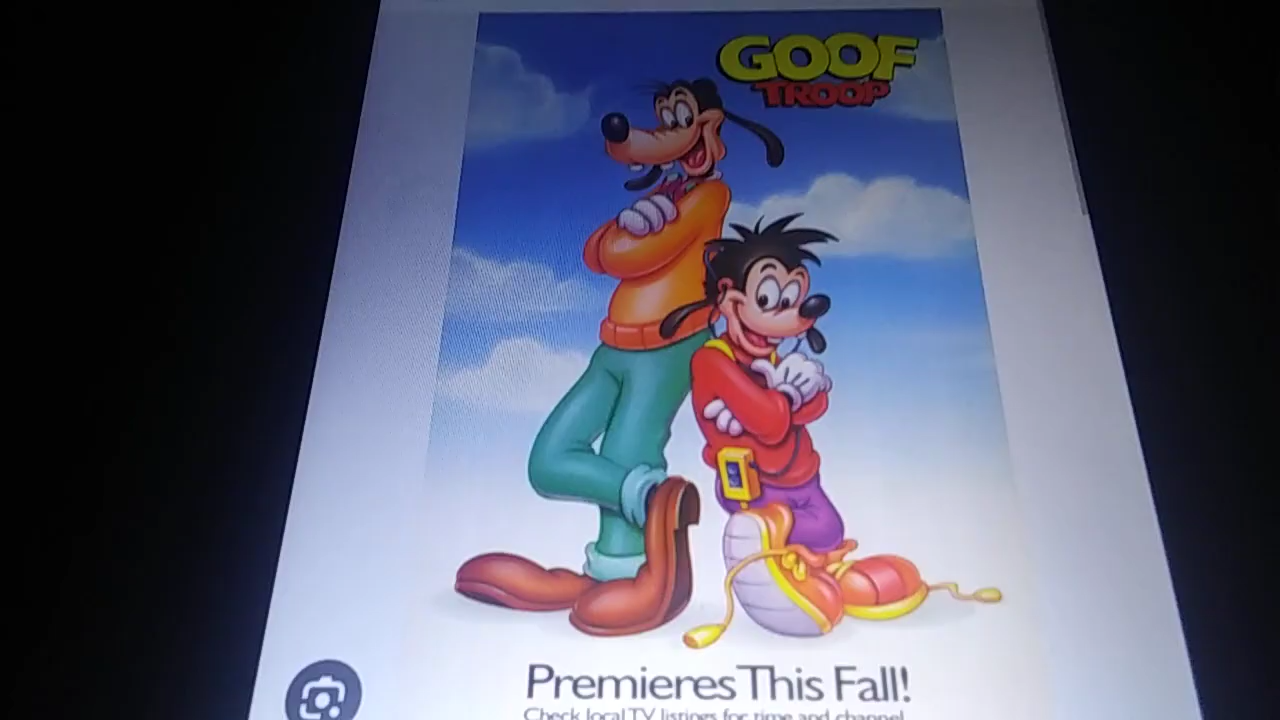 GOOF
TROOP
Premieres This Fall!
Check local TV listings for time and channel